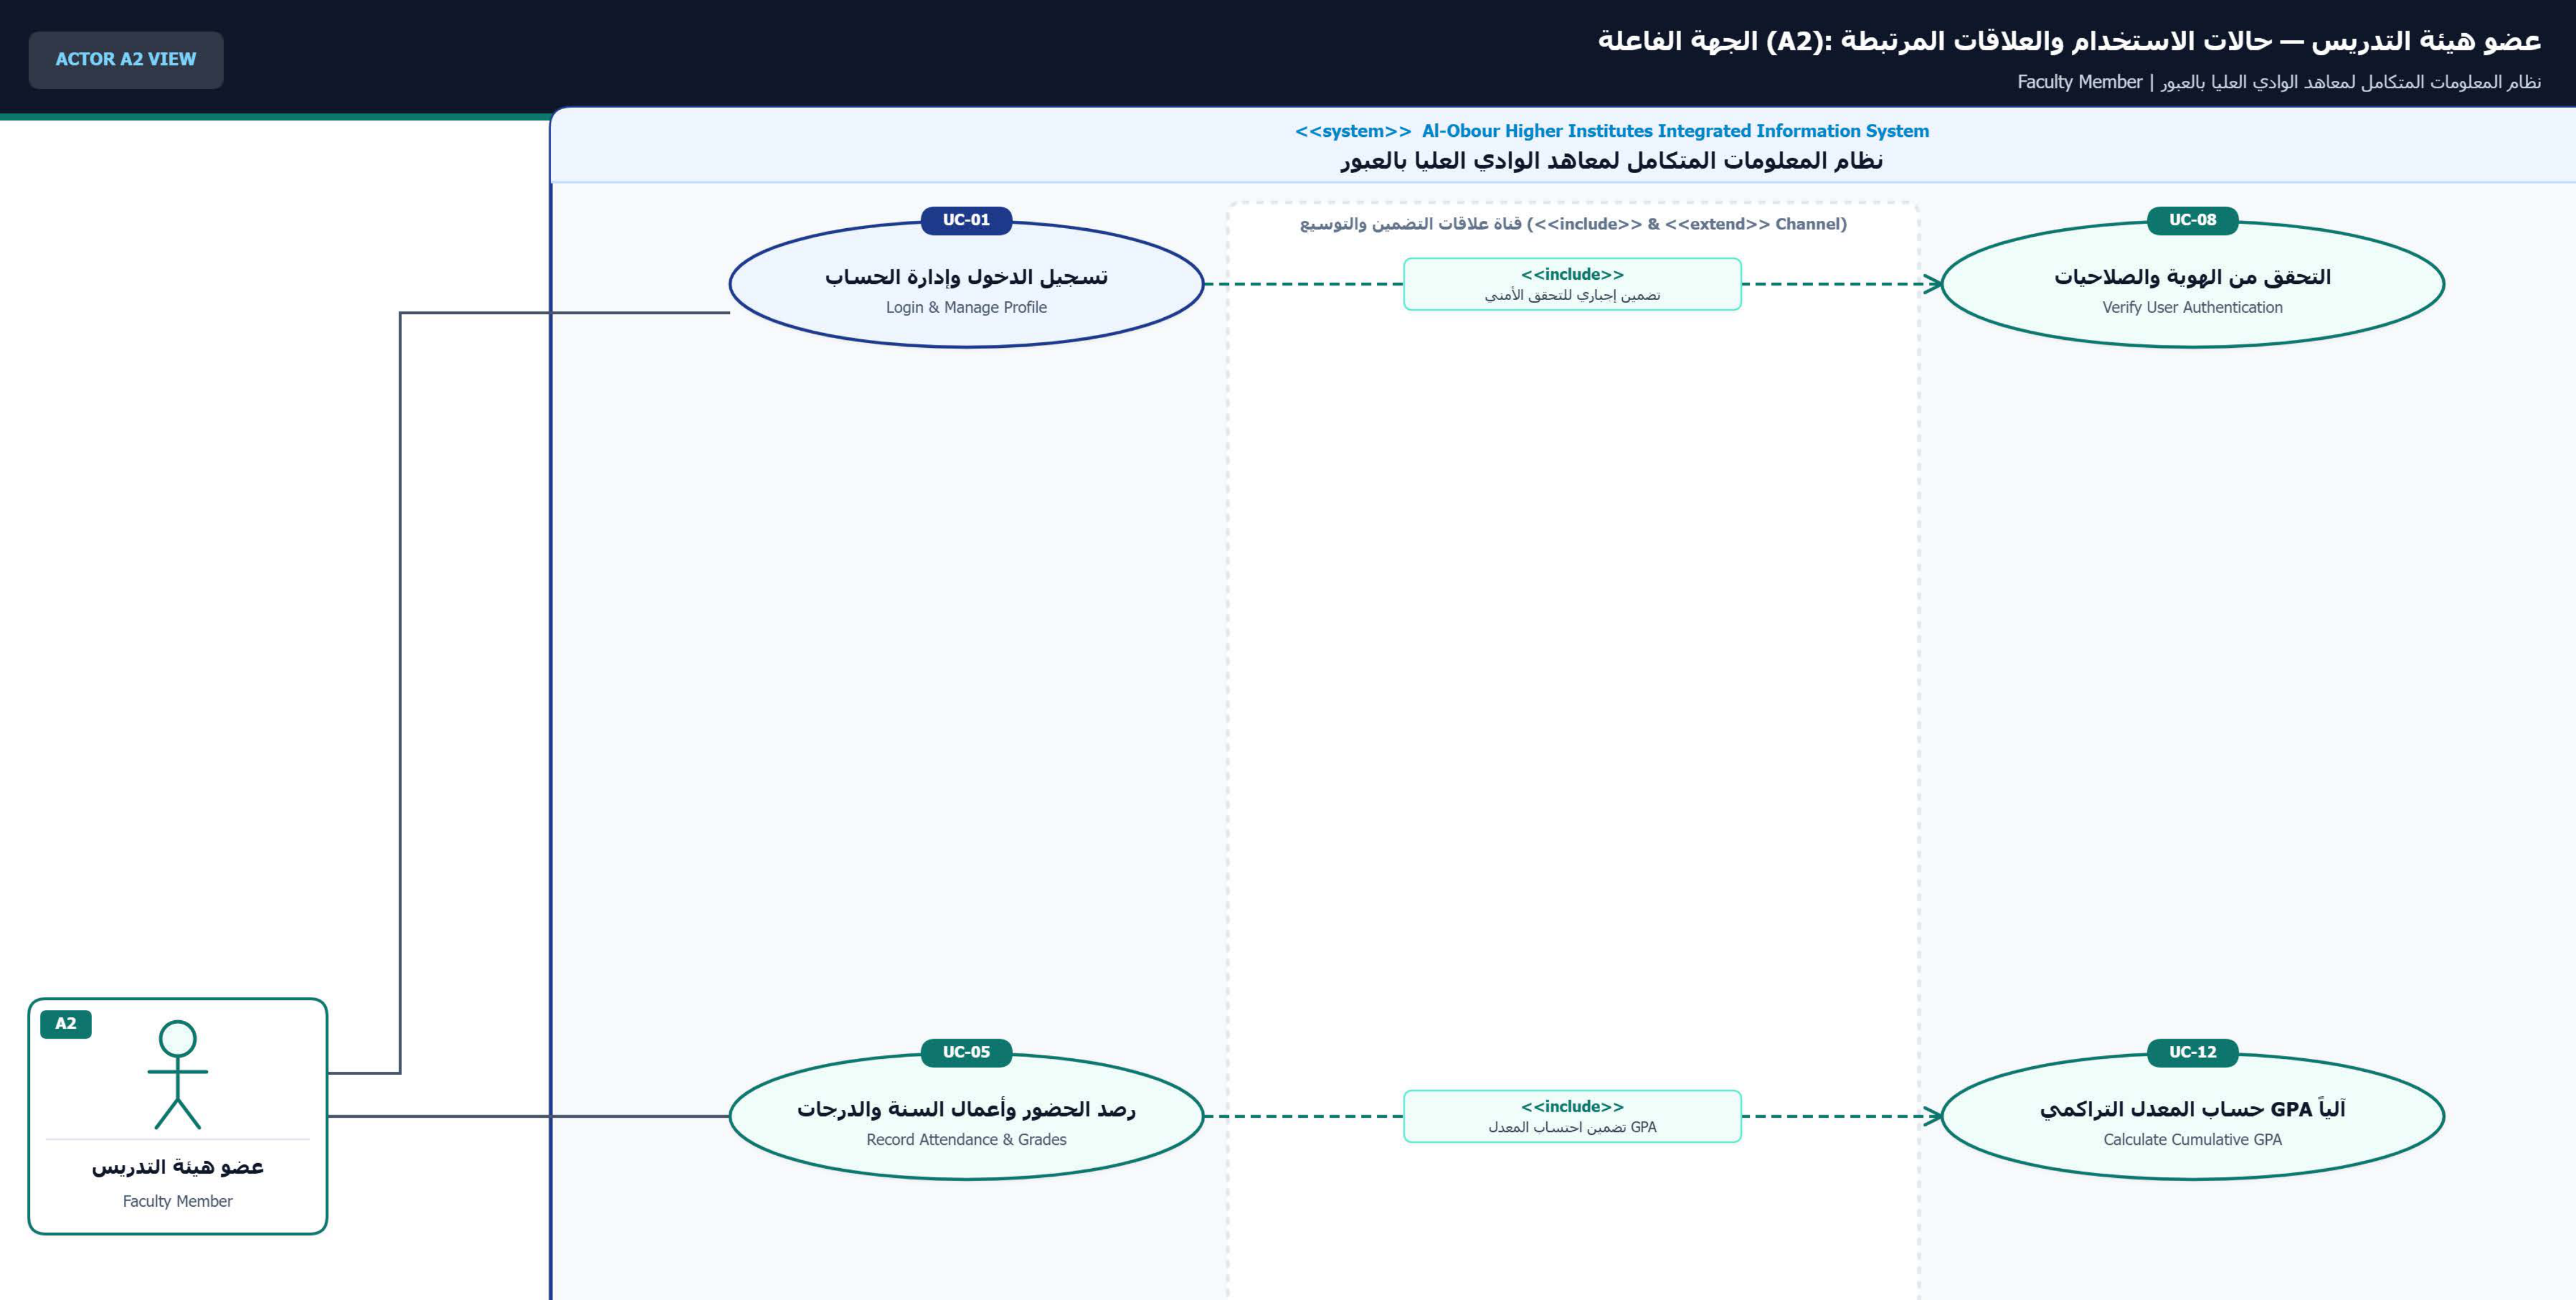 عضو هيئة التدريس — حالات الاستخدام والعلاقات المرتبطة :(A2) الجهة الفاعلة
نظام المعلومات المتكامل لمعاهد الوادي العليا بالعبور | Faculty Member
ACTOR A2 VIEW
<<system>> Al-Obour Higher Institutes Integrated Information System
نظام المعلومات المتكامل لمعاهد الوادي العليا بالعبور
قناة علاقات التضمين والتوسيع (<<include>> & <<extend>> Channel)
UC-01
تسجيل الدخول وإدارة الحساب
Login & Manage Profile
<<include>>
تضمين إجباري للتحقق الأمني
UC-08
التحقق من الهوية والصلاحيات
Verify User Authentication
A2
عضو هيئة التدريس
Faculty Member
UC-05
رصد الحضور وأعمال السنة والدرجات
Record Attendance & Grades
<<include>>
تضمين احتساب المعدل GPA
UC-12
حساب المعدل التراكمي GPA آلياً
Calculate Cumulative GPA